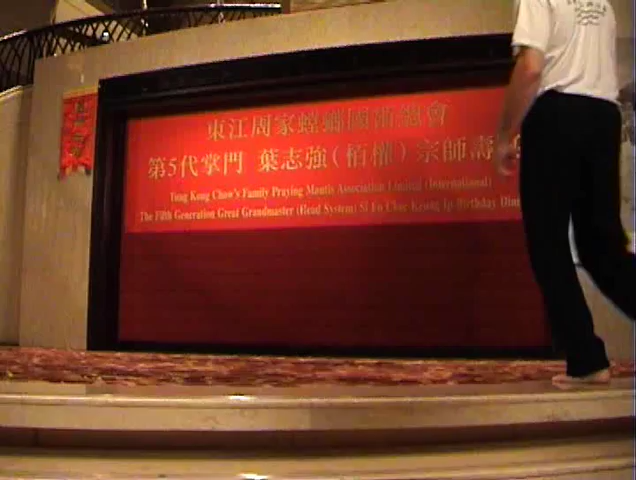 東江周家螳螂國術總會
第5代掌門 葉志強(栢權)宗師壽
Tung Kong Chow's Family Praying Mantis Association Limited (International)
The Fifth Generation Great Grandmaster (Head System) Si Fu Chee Keung Ip Birthday Din